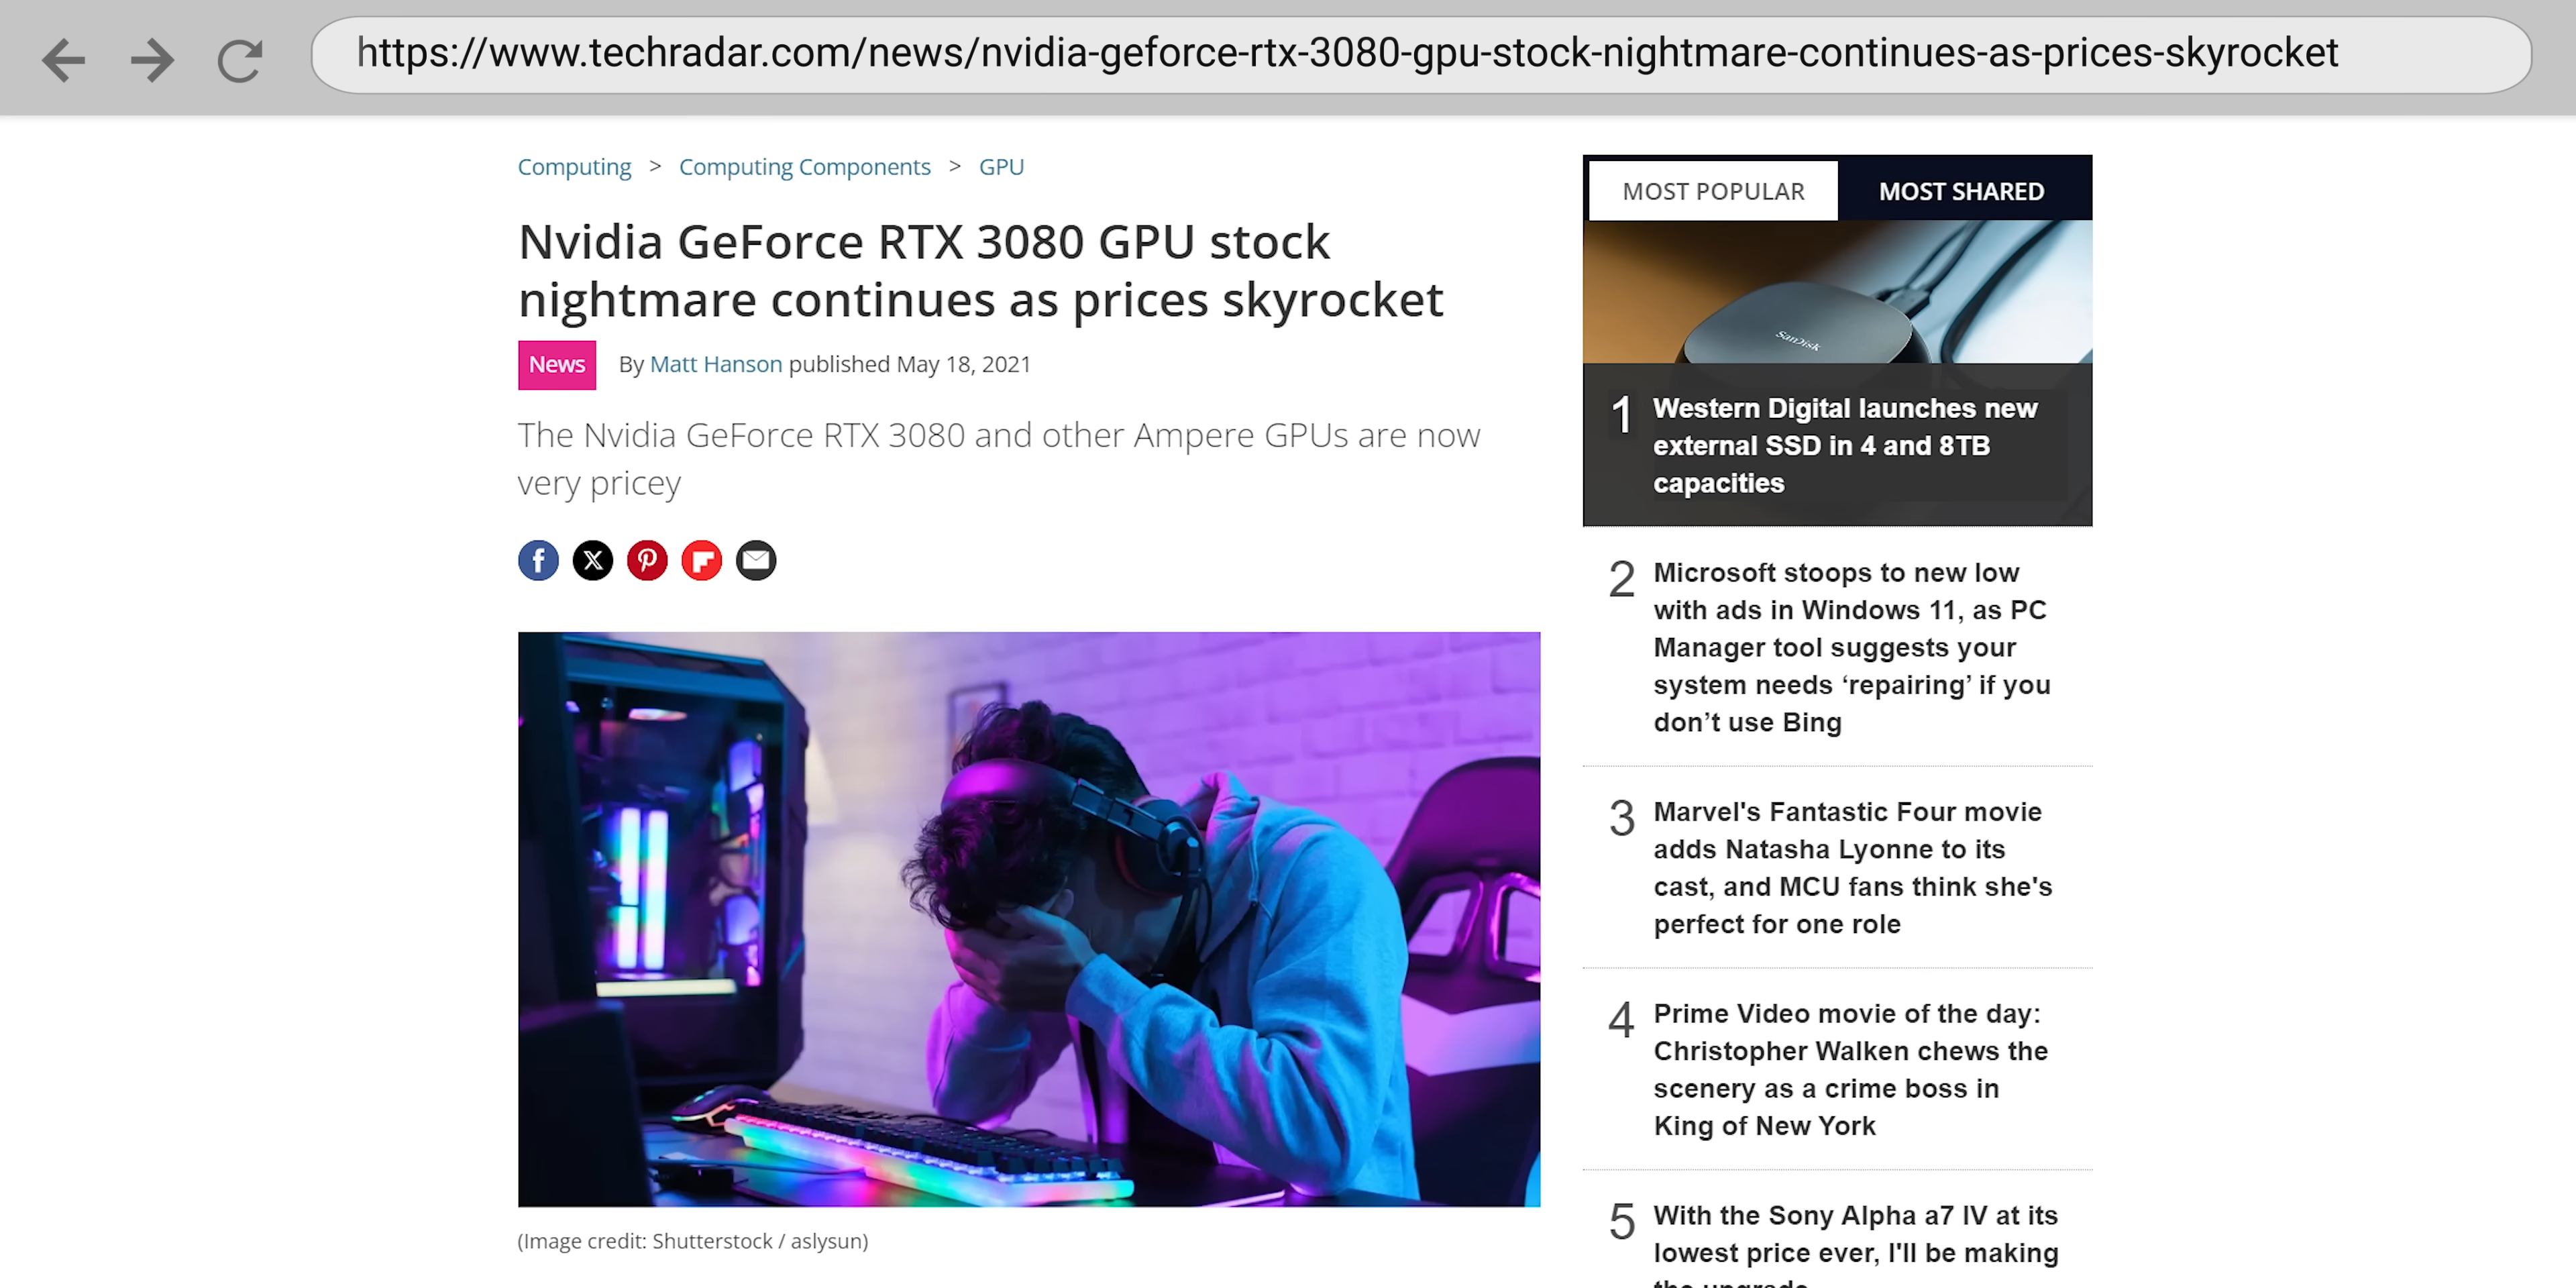 https://www.techradar.com/news/nvidia-geforce-rtx-3080-gpu-stock-nightmare-continues-as-prices-skyrocket
Computing > Computing Components > GPU
Nvidia GeForce RTX 3080 GPU stock
nightmare continues as prices skyrocket
News By Matt Hanson published May 18, 2021
The Nvidia GeForce RTX 3080 and other Ampere GPUs are now
very pricey
(Image credit: Shutterstock / aslysun)
MOST POPULAR MOST SHARED
SanDisk
1 Western Digital launches new
external SSD in 4 and 8TB
capacities
2 Microsoft stoops to new low
with ads in Windows 11, as PC
Manager tool suggests your
system needs ‘repairing’ if you
don’t use Bing
3 Marvel's Fantastic Four movie
adds Natasha Lyonne to its
cast, and MCU fans think she's
perfect for one role
4 Prime Video movie of the day:
Christopher Walken chews the
scenery as a crime boss in
King of New York
5 With the Sony Alpha a7 IV at its
lowest price ever, I'll be making
the upgrade